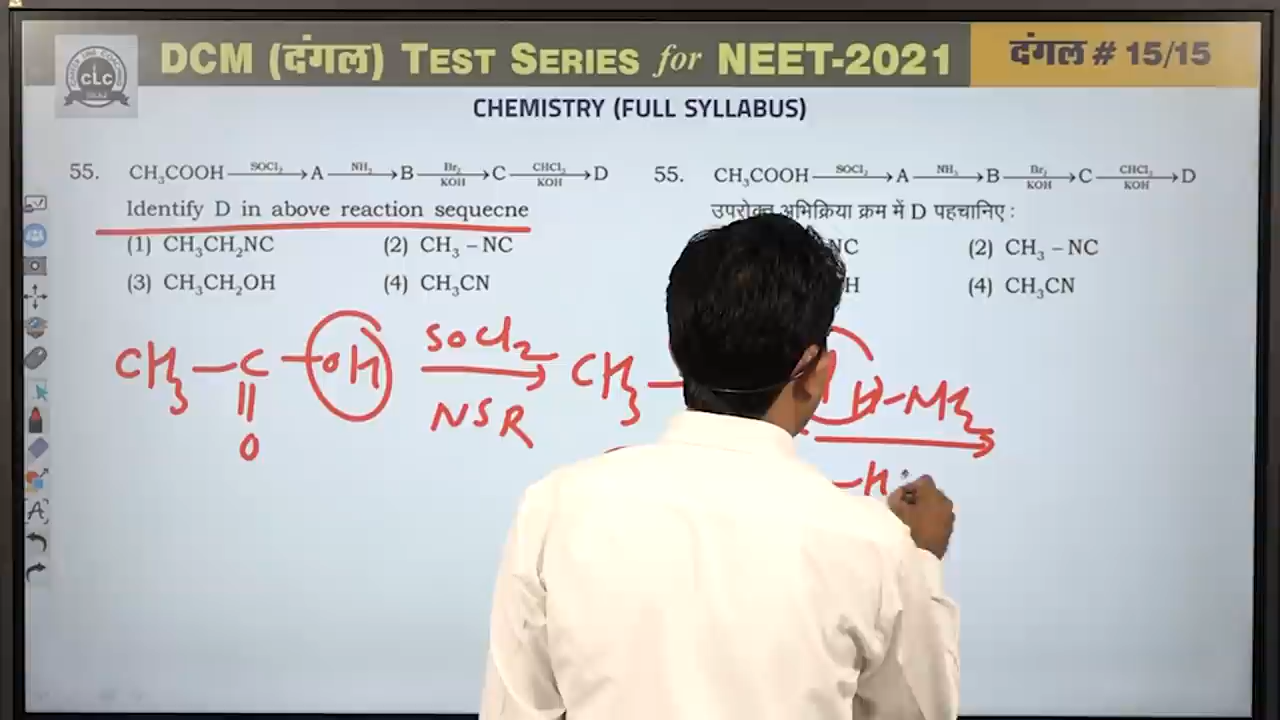 DCM (दंगल) TEST SERIES for NEET-2021
दंगल # 15/15
CLC
CHEMISTRY (FULL SYLLABUS)
55. CH₃COOH —SOCl₂→ A —NH₃→ B —Br₂/KOH→ C —CHCl₃/KOH→ D
Identify D in above reaction sequecne
(1) CH₃CH₂NC (2) CH₃ – NC
(3) CH₃CH₂OH (4) CH₃CN
55. CH₃COOH —SOCl₂→ A —NH₃→ B —Br₂/KOH→ C —CHCl₃/KOH→ D
उपरोक्त अभिक्रिया क्रम में D पहचानिए :
NC (2) CH₃ – NC
H (4) CH₃CN
CH₃ – C – OH SOCl₂ CH₃ – H–NH₂
|| NSR –H
O
[A]